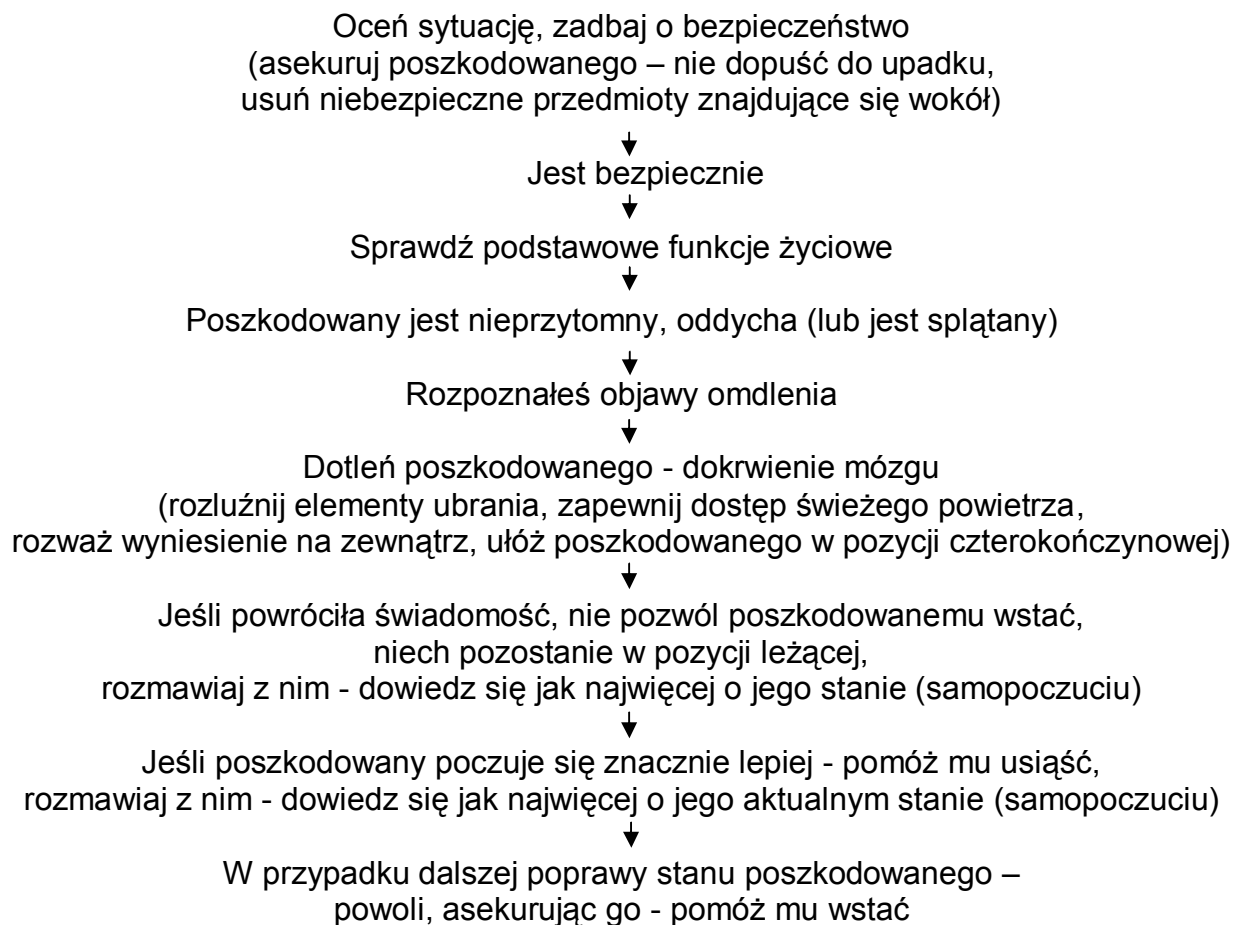 Oceń sytuację, zadbaj o bezpieczeństwo
(asekuruj poszkodowanego – nie dopuść do upadku,
usuń niebezpieczne przedmioty znajdujące się wokół)
Jest bezpiecznie
Sprawdź podstawowe funkcje życiowe
Poszkodowany jest nieprzytomny, oddycha (lub jest splątany)
Rozpoznałeś objawy omdlenia
Dotleń poszkodowanego - dokrwienie mózgu
(rozluźnij elementy ubrania, zapewnij dostęp świeżego powietrza,
rozważ wyniesienie na zewnątrz, ułóż poszkodowanego w pozycji czterokończynowej)
Jeśli powróciła świadomość, nie pozwól poszkodowanemu wstać,
niech pozostanie w pozycji leżącej,
rozmawiaj z nim - dowiedz się jak najwięcej o jego stanie (samopoczuciu)
Jeśli poszkodowany poczuje się znacznie lepiej - pomóż mu usiąść,
rozmawiaj z nim - dowiedz się jak najwięcej o jego aktualnym stanie (samopoczuciu)
W przypadku dalszej poprawy stanu poszkodowanego –
powoli, asekurując go - pomóż mu wstać